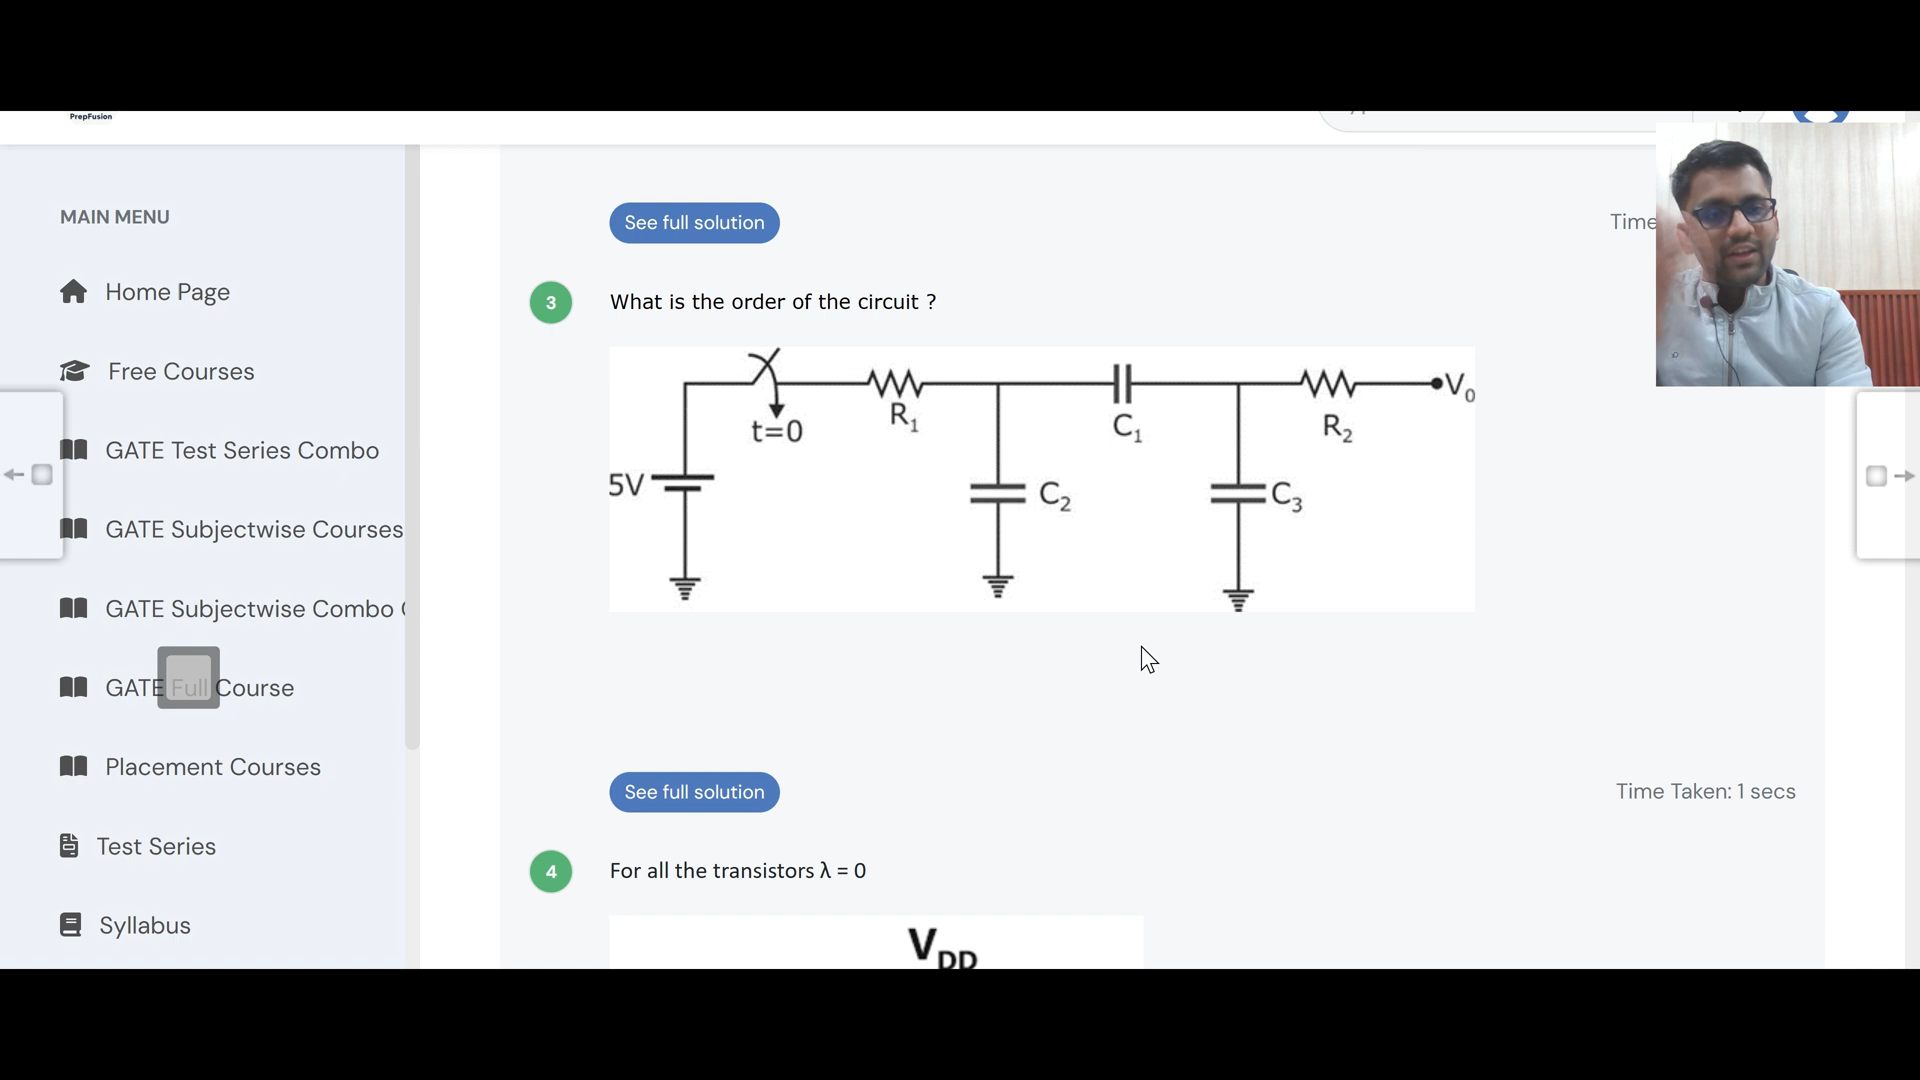 PrepFusion
MAIN MENU
Home Page
Free Courses
GATE Test Series Combo
GATE Subjectwise Courses
GATE Subjectwise Combo
GATE Full Course
Placement Courses
Test Series
Syllabus
See full solution
Time
3
What is the order of the circuit ?
t=0
R1
C1
R2
V0
5V
C2
C3
See full solution
Time Taken: 1 secs
4
For all the transistors λ = 0
VDD